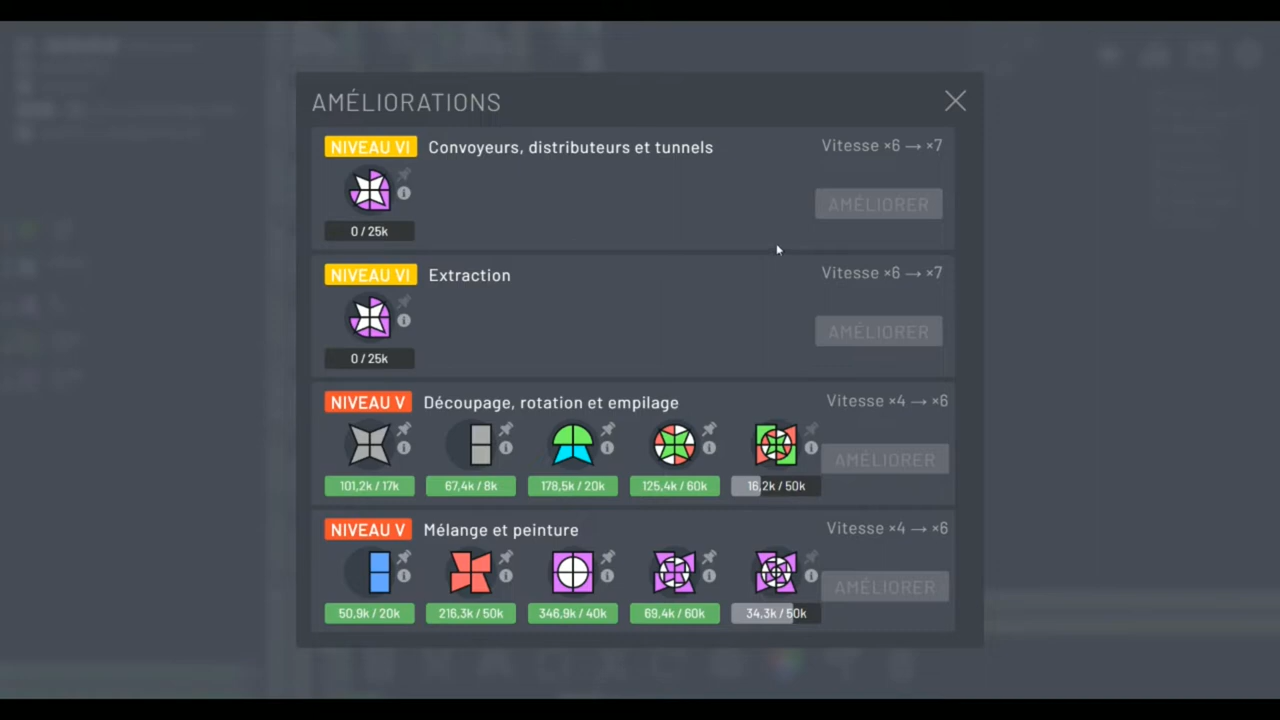 AMÉLIORATIONS
NIVEAU VI Convoyeurs, distributeurs et tunnels Vitesse ×6 → ×7
AMÉLIORER
0 / 25k
NIVEAU VI Extraction Vitesse ×6 → ×7
AMÉLIORER
0 / 25k
NIVEAU V Découpage, rotation et empilage Vitesse ×4 → ×6
AMÉLIORER
101,2k / 17k 67,4k / 8k 178,5k / 20k 125,4k / 60k 16,2k / 50k
NIVEAU V Mélange et peinture Vitesse ×4 → ×6
AMÉLIORER
50,9k / 20k 216,3k / 50k 346,9k / 40k 69,4k / 60k 34,3k / 50k